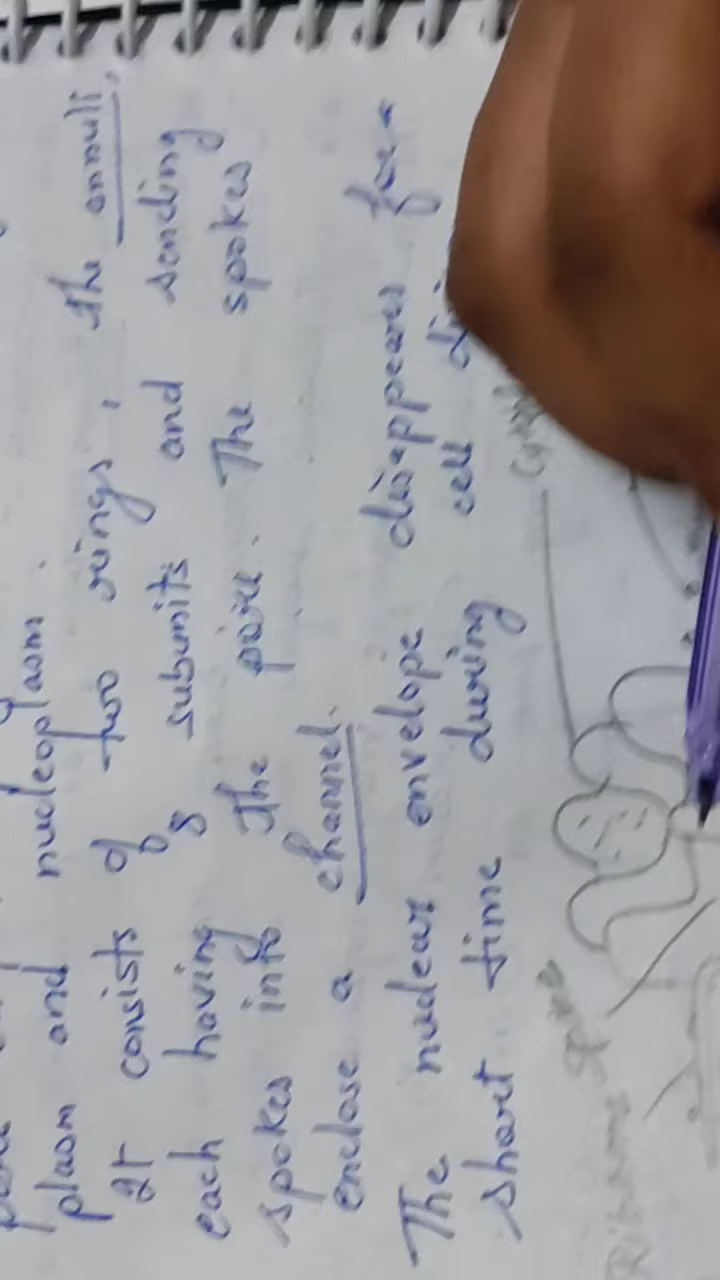 plasm and nucleoplasm.
It consists of two rings, the annuli,
each having 8 subunits and sending
spokes into the pore. The spokes
enclose a channel.
The nuclear envelope disappears for a
short time during cell